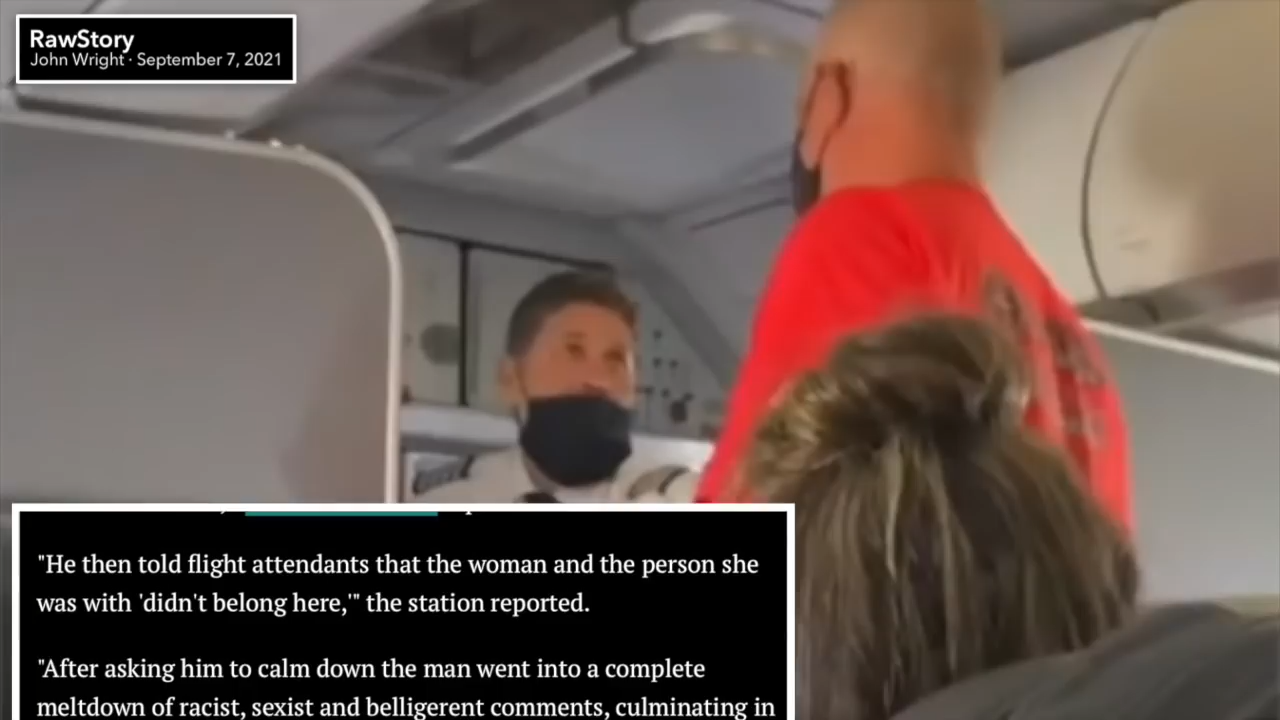 RawStory
John Wright · September 7, 2021
"He then told flight attendants that the woman and the person she
was with 'didn't belong here,'" the station reported.
"After asking him to calm down the man went into a complete
meltdown of racist, sexist and belligerent comments, culminating in